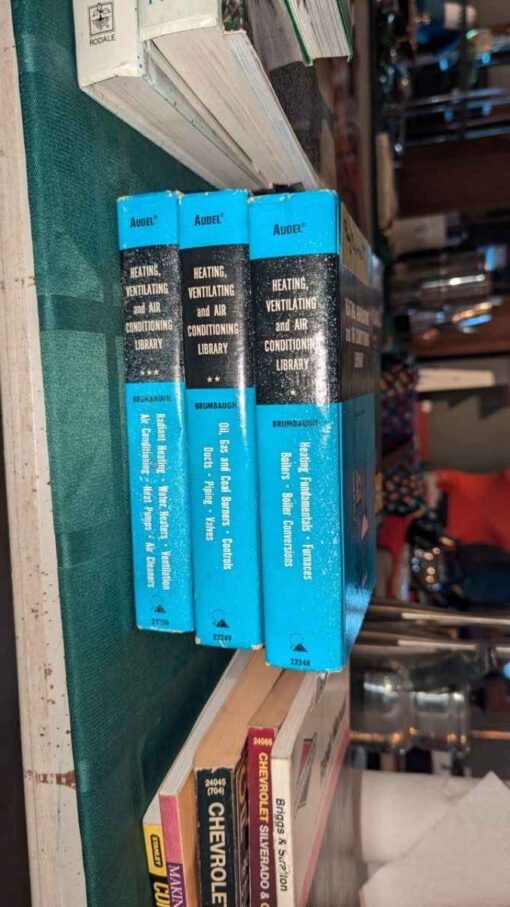 RODALE
AUDEL®
HEATING,
VENTILATING
and AIR
CONDITIONING
LIBRARY
★★★
BRUMBAUGH
Radiant Heating • Water Heaters • Ventilation
Air Conditioning • Heat Pumps • Air Cleaners
AUDEL®
HEATING,
VENTILATING
and AIR
CONDITIONING
LIBRARY
★★
BRUMBAUGH
Oil, Gas and Coal Burners • Controls
Ducts • Piping • Valves
23249
AUDEL®
HEATING,
VENTILATING
and AIR
CONDITIONING
LIBRARY
★
BRUMBAUGH
Heating Fundamentals • Furnaces
Boilers • Boiler Conversions
23248
STANLEY
24045
(704)
CHEVROLET
24066
CHEVROLET SILVERADO &
Briggs & Stratton